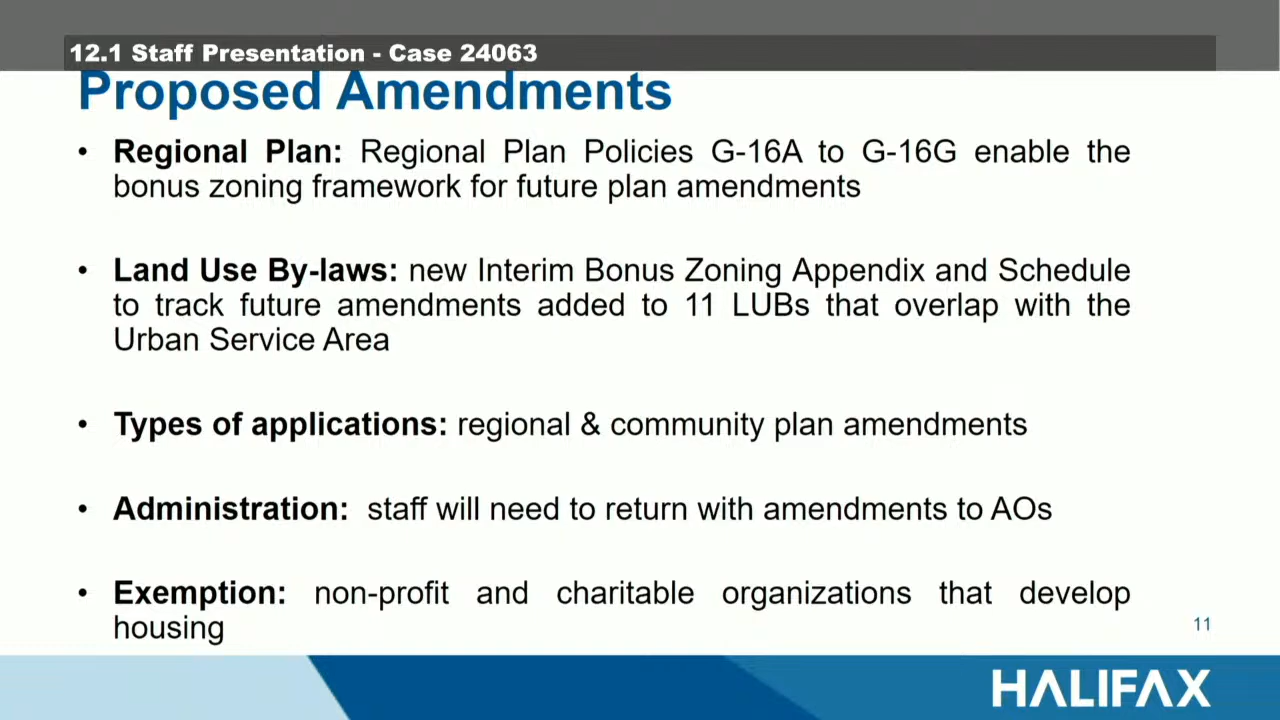 12.1 Staff Presentation - Case 24063
Proposed Amendments
• Regional Plan: Regional Plan Policies G-16A to G-16G enable the
bonus zoning framework for future plan amendments
• Land Use By-laws: new Interim Bonus Zoning Appendix and Schedule
to track future amendments added to 11 LUBs that overlap with the
Urban Service Area
• Types of applications: regional & community plan amendments
• Administration: staff will need to return with amendments to AOs
• Exemption: non-profit and charitable organizations that develop
housing
11
HALIFAX